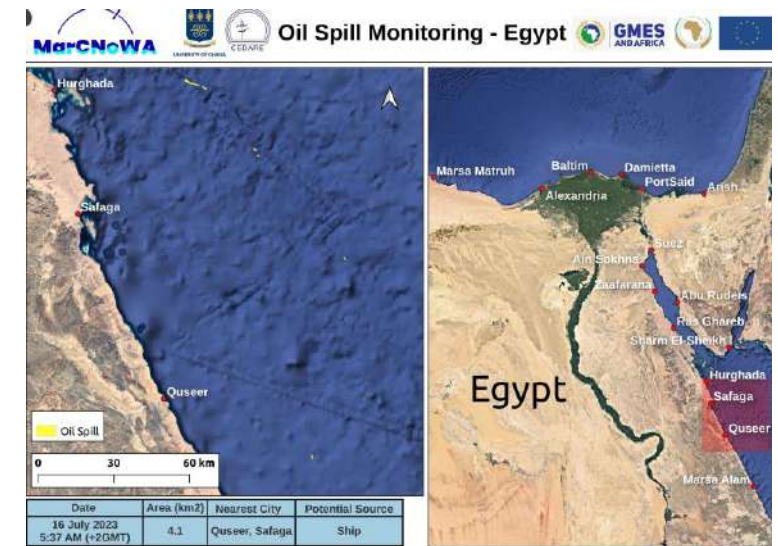 MarCNoWA
UNIVERSITY OF GHANA
CEDARE
Oil Spill Monitoring - Egypt
GMES
AND AFRICA
Hurghada
Safaga
Quseer
Oil Spill
0 30 60 km
Date Area (km2) Nearest City Potential Source
16 July 2023
5:37 AM (+2GMT) 4.1 Quseer, Safaga Ship
Marsa Matruh
Baltim
Damietta
Alexandria
PortSaid
Arish
Suez
Ain Sokhna
Zaafarana
Abu Rudeis
Ras Ghareb
Sharm El-Sheikh
Egypt
Hurghada
Safaga
Quseer
Marsa Alam